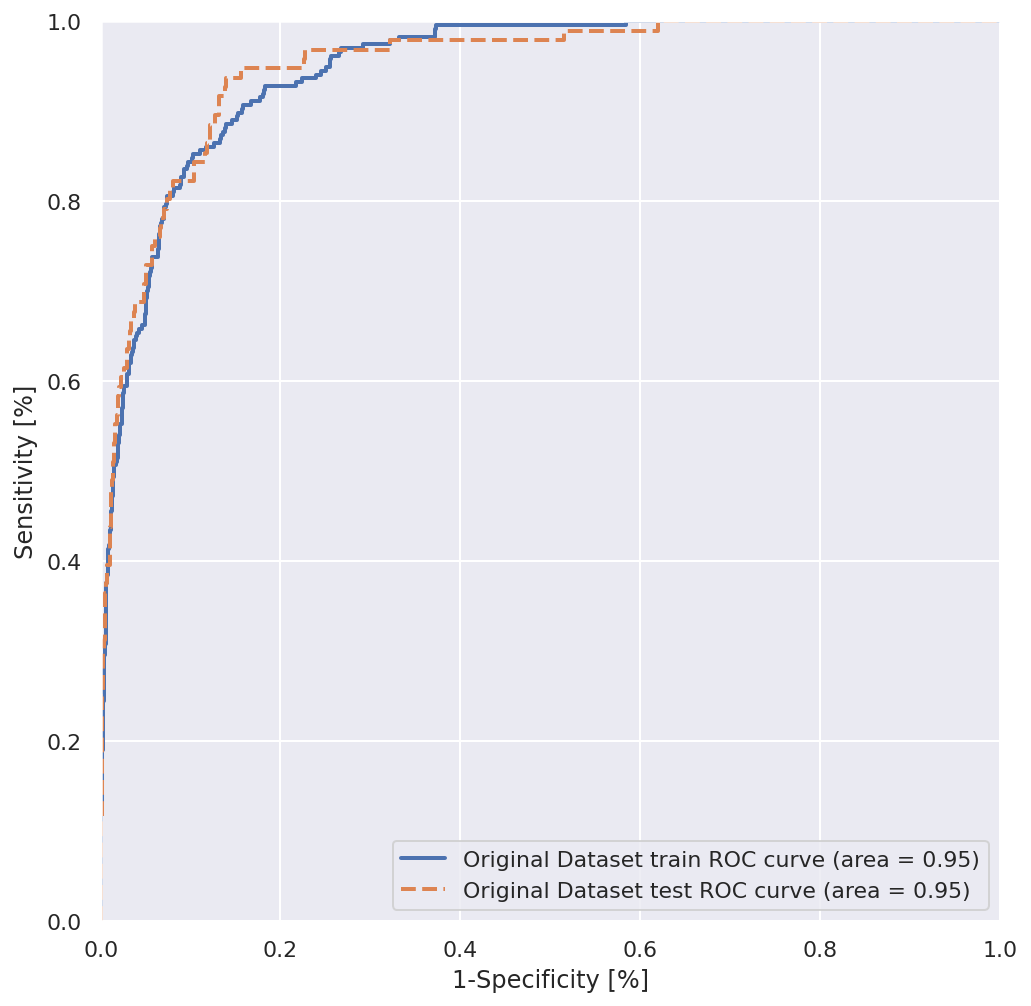 1.0
0.8
0.6
0.4
0.2
0.0
Sensitivity [%]
Original Dataset train ROC curve (area = 0.95)
Original Dataset test ROC curve (area = 0.95)
0.0 0.2 0.4 0.6 0.8 1.0
1-Specificity [%]